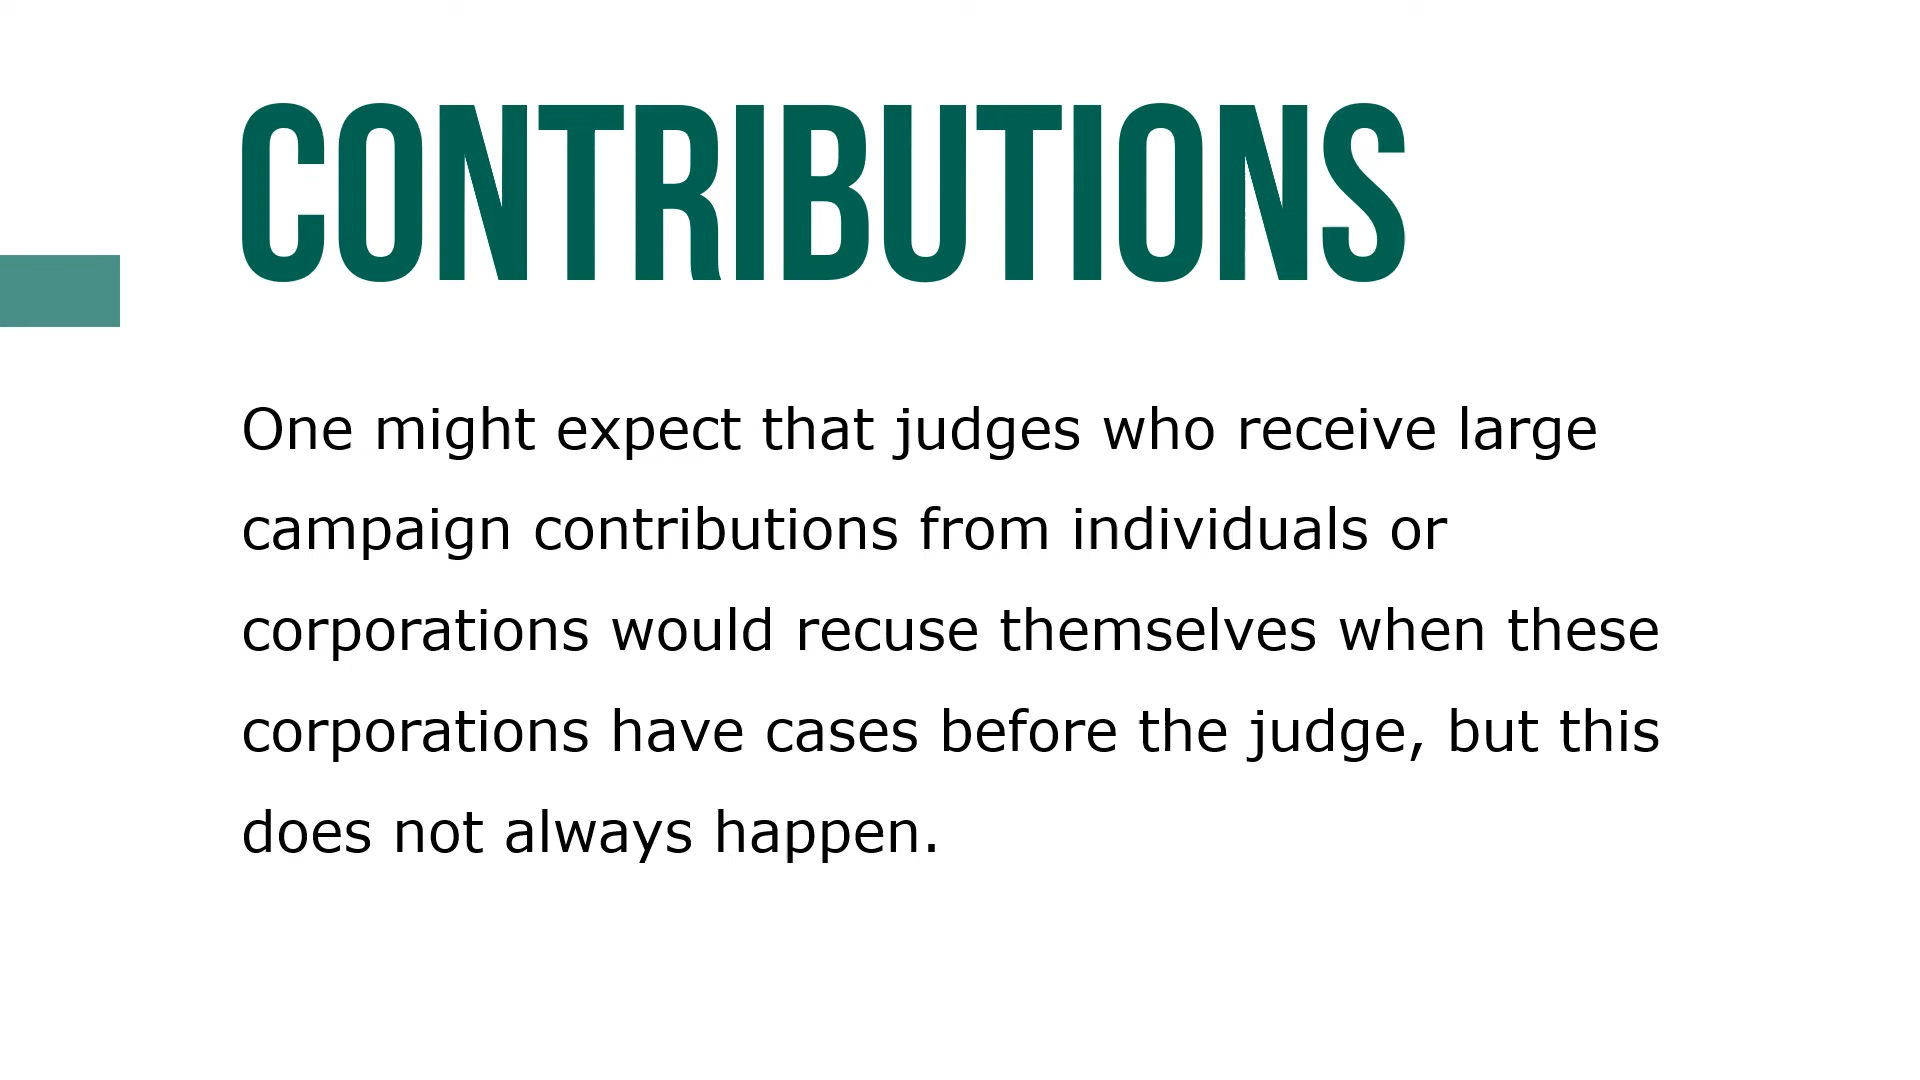 CONTRIBUTIONS
One might expect that judges who receive large
campaign contributions from individuals or
corporations would recuse themselves when these
corporations have cases before the judge, but this
does not always happen.